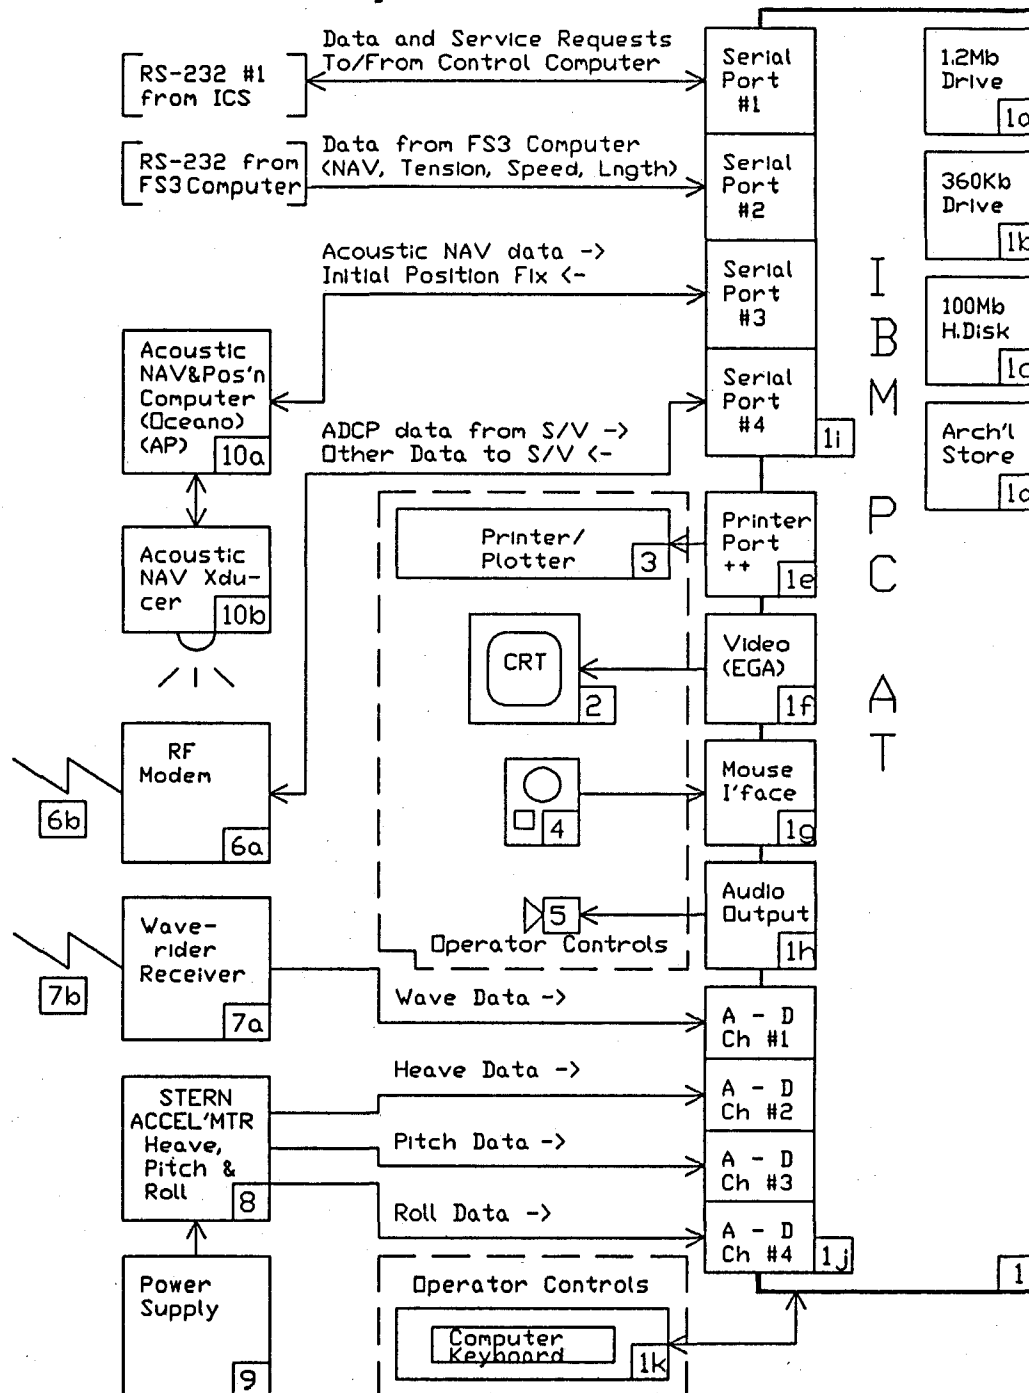 RS-232 #1
from ICS
Data and Service Requests
To/From Control Computer
Serial
Port
#1
1.2Mb
Drive
1a
RS-232 from
FS3 Computer
Data from FS3 Computer
(NAV, Tension, Speed, Lngth)
Serial
Port
#2
360Kb
Drive
1b
Acoustic NAV data ->
Initial Position Fix <-
Serial
Port
#3
100Mb
H.Disk
1c
Acoustic
NAV&Pos'n
Computer
(Oceano)
(AP)
10a
ADCP data from S/V ->
Other Data to S/V <-
Serial
Port
#4
1i
Arch'l
Store
IBM PC AT
Acoustic
NAV Xdu-
cer
10b
Printer/
Plotter
3
Printer
Port
++
1e
CRT
2
Video
(EGA)
1f
RF
Modem
6a
6b
4
Mouse
I'face
1g
5
Operator Controls
Audio
Output
1h
Wave-
rider
Receiver
7a
7b
Wave Data ->
A - D
Ch #1
STERN
ACCEL'MTR
Heave,
Pitch &
Roll
8
Heave Data ->
A - D
Ch #2
Pitch Data ->
A - D
Ch #3
Roll Data ->
A - D
Ch #4
1j
Power
Supply
9
Operator Controls
Computer
Keyboard
1k
1